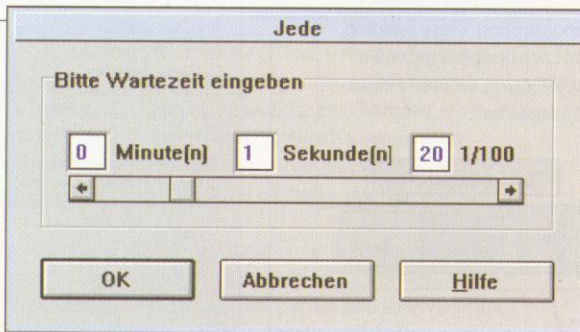 Jede
Bitte Wartezeit eingeben
0 Minute(n) 1 Sekunde(n) 20 1/100
OK Abbrechen Hilfe